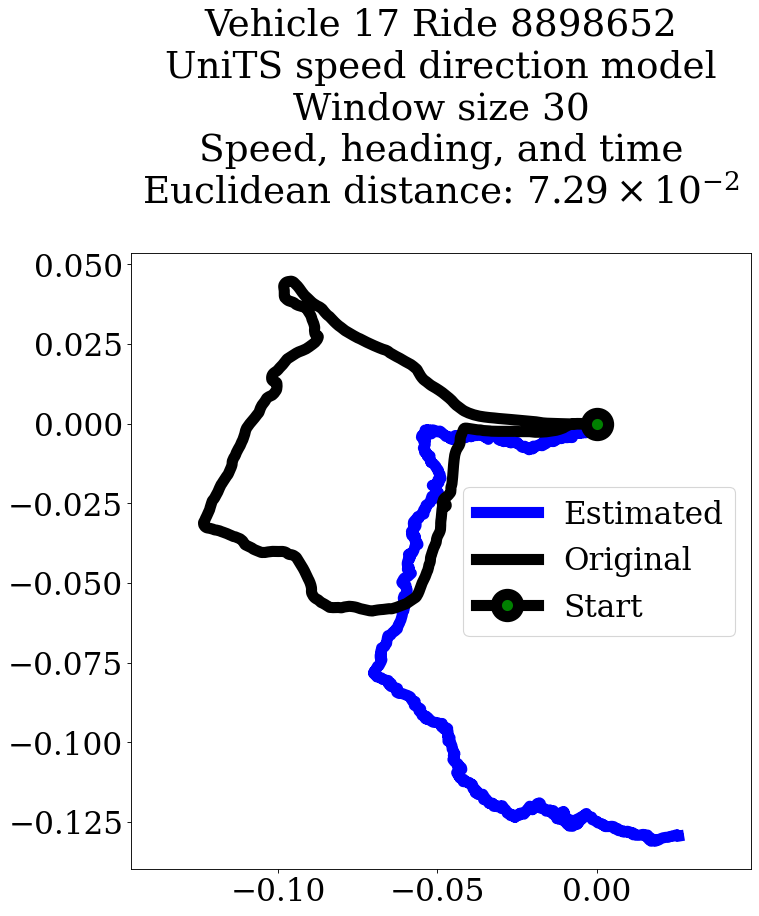 Vehicle 17 Ride 8898652
UniTS speed direction model
Window size 30
Speed, heading, and time
Euclidean distance: 7.29 × 10⁻²
0.050
0.025
0.000
−0.025
−0.050
−0.075
−0.100
−0.125
Estimated
Original
Start
−0.10
−0.05
0.00